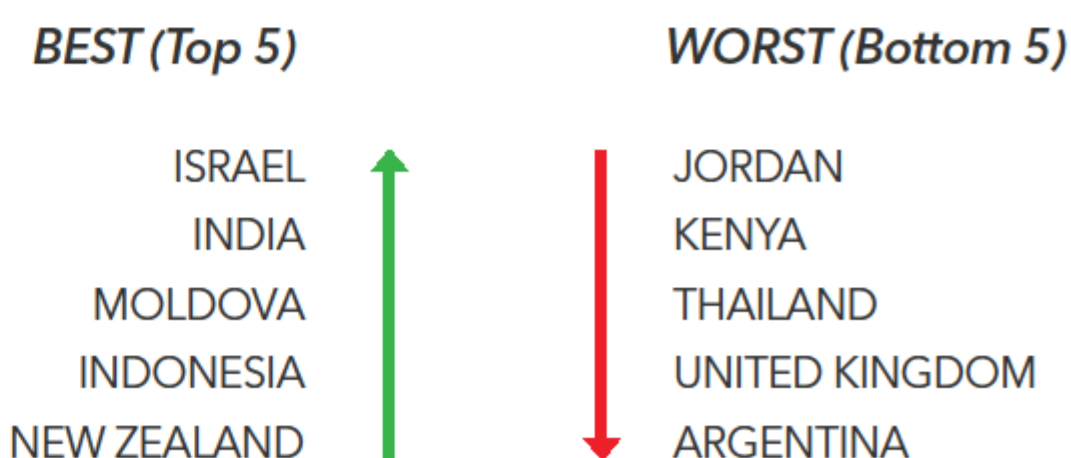 BEST (Top 5)
ISRAEL
INDIA
MOLDOVA
INDONESIA
NEW ZEALAND
WORST (Bottom 5)
JORDAN
KENYA
THAILAND
UNITED KINGDOM
ARGENTINA